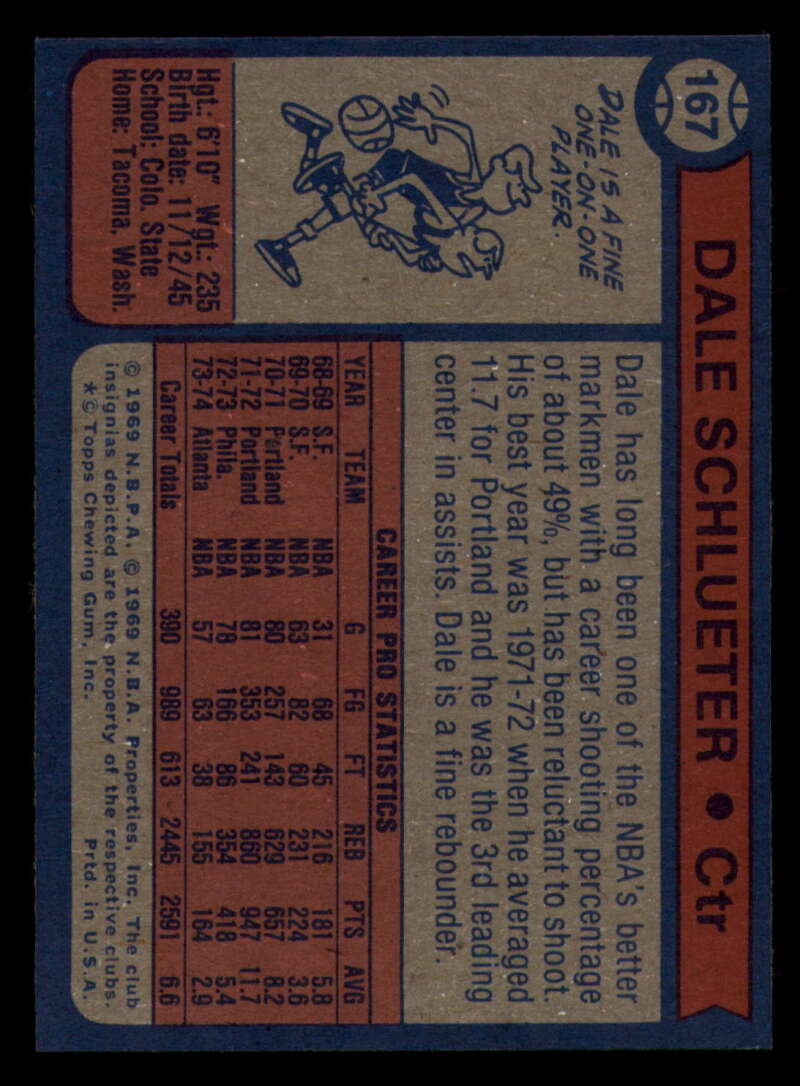 167
DALE SCHLUETER • Ctr
DALE IS A FINE
ONE-ON-ONE
PLAYER.
Hgt.: 6'10" Wgt.: 235
Birth date: 11/12/45
School: Colo. State
Home: Tacoma, Wash.
Dale has long been one of the NBA's better
markmen with a career shooting percentage
of about 49%, but has been reluctant to shoot.
His best year was 1971-72 when he averaged
11.7 for Portland and he was the 3rd leading
center in assists. Dale is a fine rebounder.
CAREER PRO STATISTICS
YEAR TEAM G FG FT REB PTS AVG
68-69 S.F. NBA 31 68 45 216 181 5.8
69-70 S.F. NBA 63 82 60 231 224 3.6
70-71 Portland NBA 80 257 143 629 657 8.2
71-72 Portland NBA 81 353 241 860 947 11.7
72-73 Phila. NBA 78 166 86 354 418 5.4
73-74 Atlanta NBA 57 63 38 155 164 2.9
Career Totals 390 989 613 2445 2591 6.6
© 1969 N.B.P.A. © 1969 N.B.A. Properties, Inc. The club
insignias depicted are the property of the respective clubs.
*© Topps Chewing Gum, Inc. Prtd. in U.S.A.